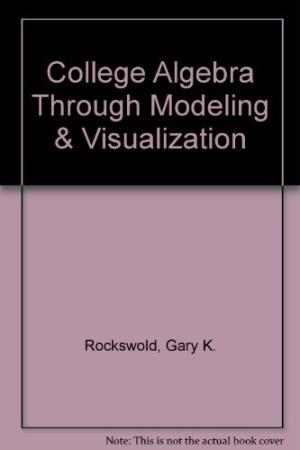 College Algebra
Through Modeling
& Visualization
Rockswold, Gary K.
Note: This is not the actual book cover